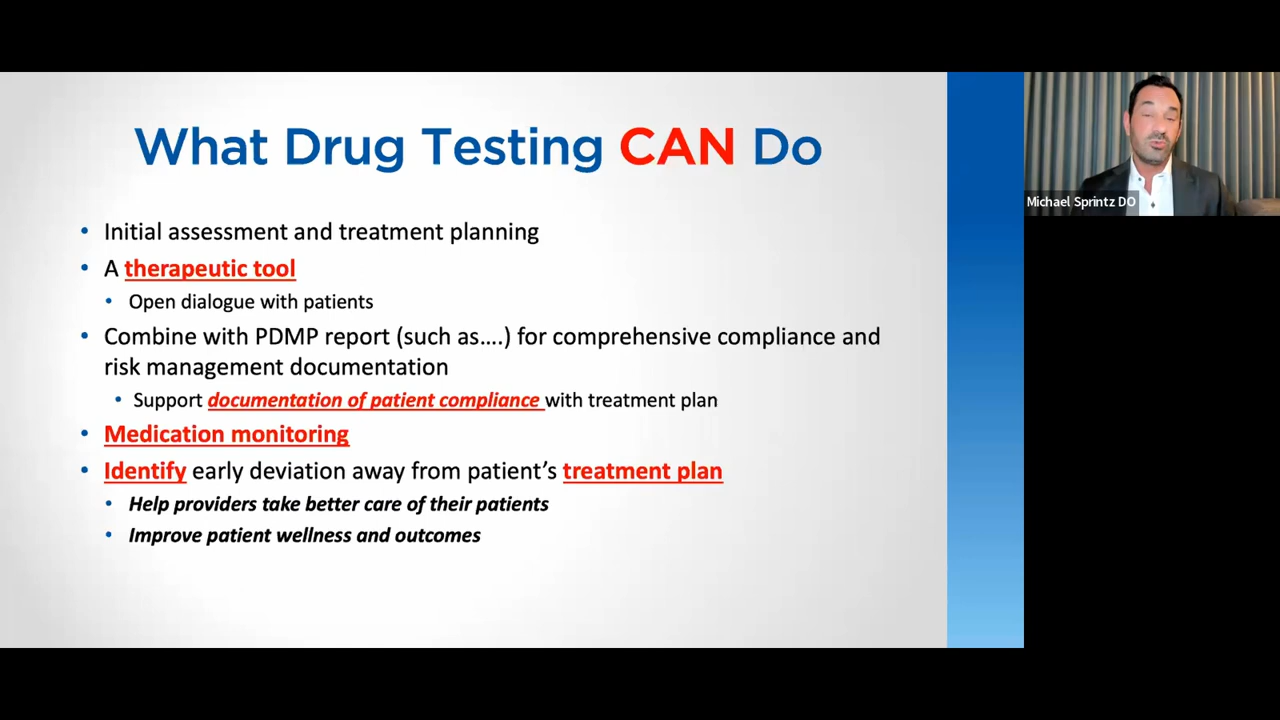 What Drug Testing CAN Do
• Initial assessment and treatment planning
• A therapeutic tool
• Open dialogue with patients
• Combine with PDMP report (such as....) for comprehensive compliance and
risk management documentation
• Support documentation of patient compliance with treatment plan
• Medication monitoring
• Identify early deviation away from patient’s treatment plan
• Help providers take better care of their patients
• Improve patient wellness and outcomes
Michael Sprintz DO